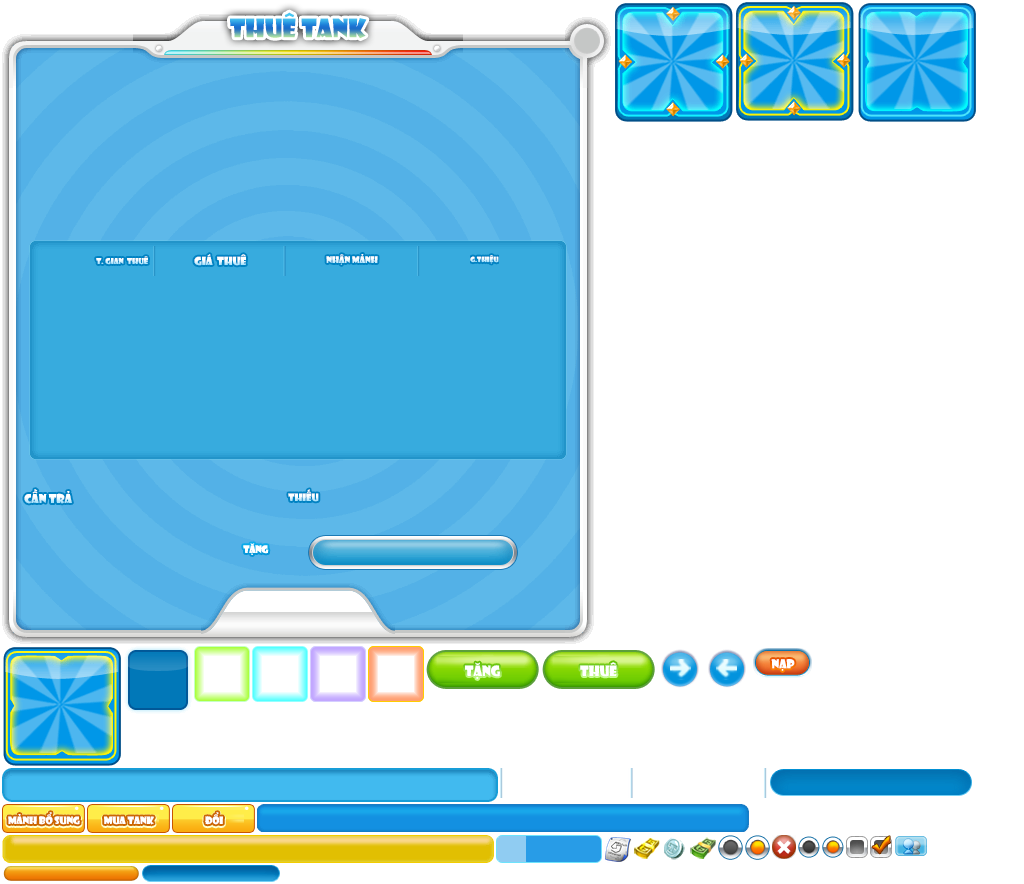 THUÊ TANK
T. GIAN THUÊ GIÁ THUÊ NHẬN MẢNH G.THIỆU
CẦN TRẢ THIẾU
TẶNG
TẶNG THUÊ NẠP
MẢNH BỔ SUNG MUA TANK ĐỔI